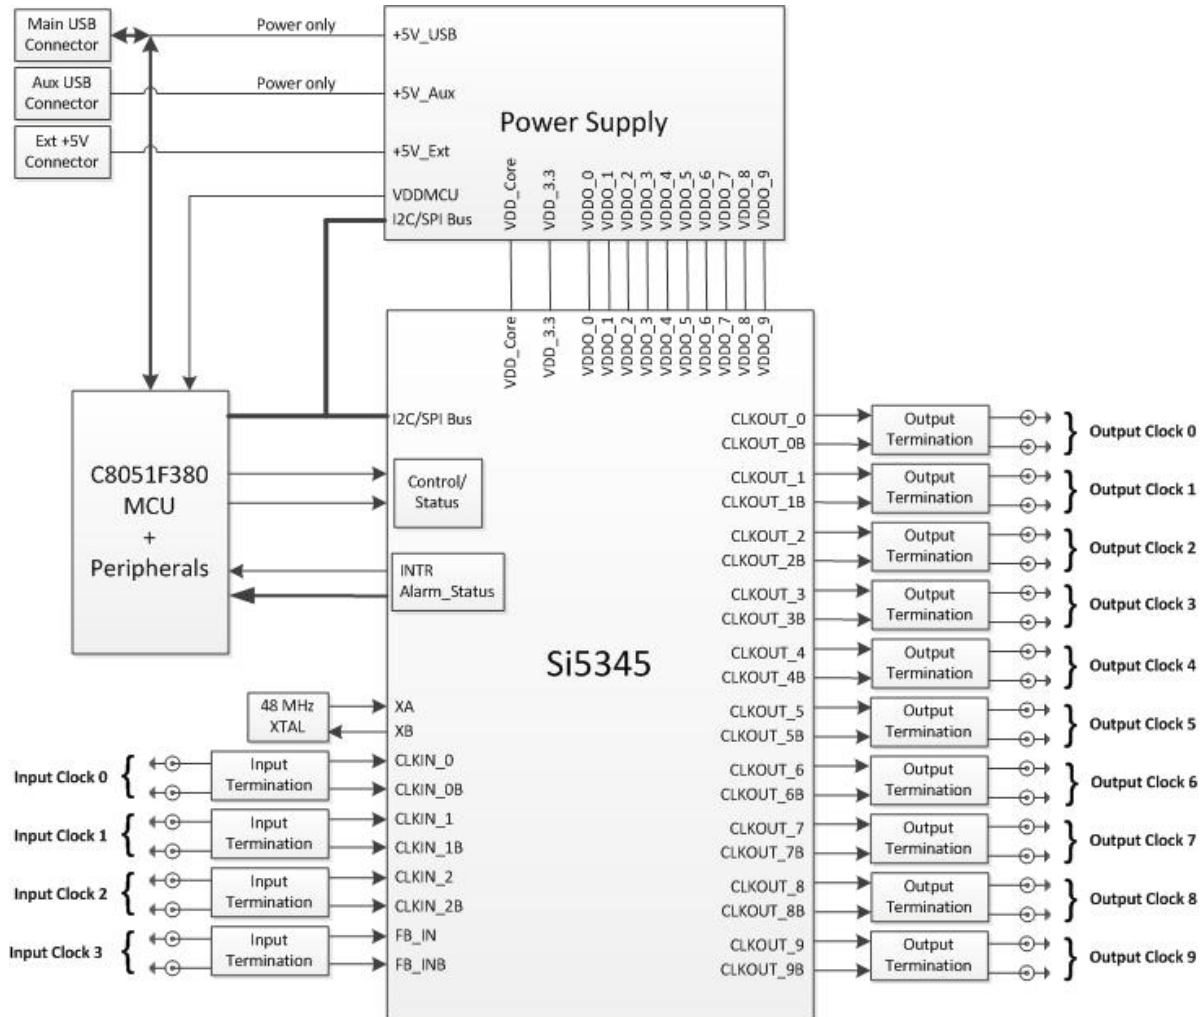 Main USB
Connector
Power only
+5V_USB
Aux USB
Connector
Power only
+5V_Aux
Power Supply
Ext +5V
Connector
+5V_Ext
VDDMCU
I2C/SPI Bus
VDD_Core
VDD_3.3
VDDO_0
VDDO_1
VDDO_2
VDDO_3
VDDO_4
VDDO_5
VDDO_6
VDDO_7
VDDO_8
VDDO_9
VDD_Core
VDD_3.3
VDDO_0
VDDO_1
VDDO_2
VDDO_3
VDDO_4
VDDO_5
VDDO_6
VDDO_7
VDDO_8
VDDO_9
C8051F380
MCU
+
Peripherals
I2C/SPI Bus
Control/
Status
INTR
Alarm_Status
Si5345
48 MHz
XTAL
XA
XB
Input Clock 0
{
Input
Termination
CLKIN_0
CLKIN_0B
Input Clock 1
{
Input
Termination
CLKIN_1
CLKIN_1B
Input Clock 2
{
Input
Termination
CLKIN_2
CLKIN_2B
Input Clock 3
{
Input
Termination
FB_IN
FB_INB
CLKOUT_0
CLKOUT_0B
Output
Termination
}
Output Clock 0
CLKOUT_1
CLKOUT_1B
Output
Termination
}
Output Clock 1
CLKOUT_2
CLKOUT_2B
Output
Termination
}
Output Clock 2
CLKOUT_3
CLKOUT_3B
Output
Termination
}
Output Clock 3
CLKOUT_4
CLKOUT_4B
Output
Termination
}
Output Clock 4
CLKOUT_5
CLKOUT_5B
Output
Termination
}
Output Clock 5
CLKOUT_6
CLKOUT_6B
Output
Termination
}
Output Clock 6
CLKOUT_7
CLKOUT_7B
Output
Termination
}
Output Clock 7
CLKOUT_8
CLKOUT_8B
Output
Termination
}
Output Clock 8
CLKOUT_9
CLKOUT_9B
Output
Termination
}
Output Clock 9